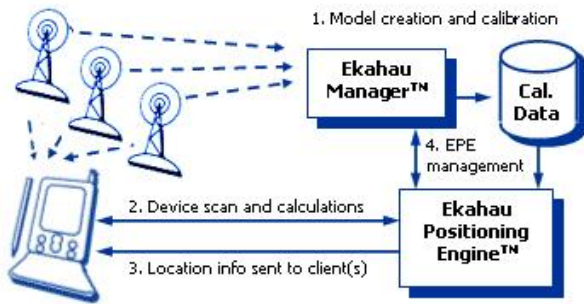 1. Model creation and calibration
Ekahau
Manager™
Cal.
Data
4. EPE
management
2. Device scan and calculations
Ekahau
Positioning
Engine™
3. Location info sent to client(s)